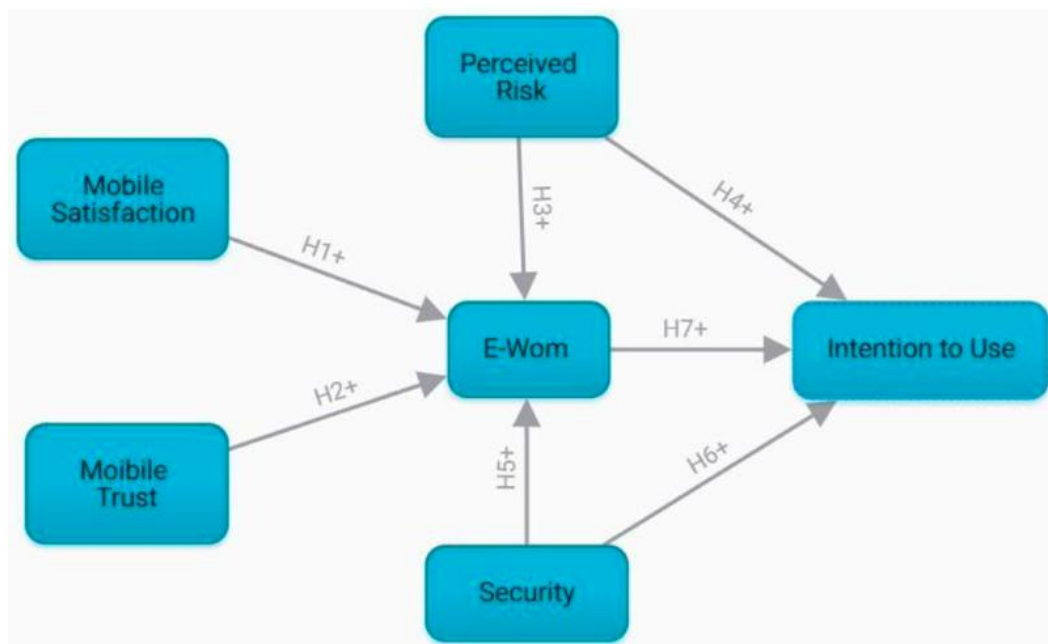 Perceived
Risk
Mobile
Satisfaction
H1+
H3+
H4+
E-Wom
H7+
Intention to Use
H2+
Moibile
Trust
H5+
H6+
Security